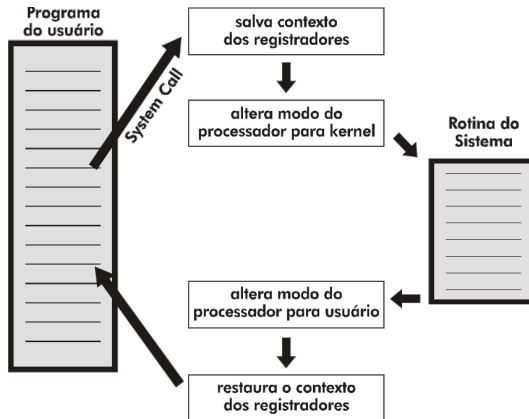 Programa
do usuário
System Call
salva contexto
dos registradores
altera modo do
processador para kernel
Rotina do
Sistema
altera modo do
processador para usuário
restaura o contexto
dos registradores